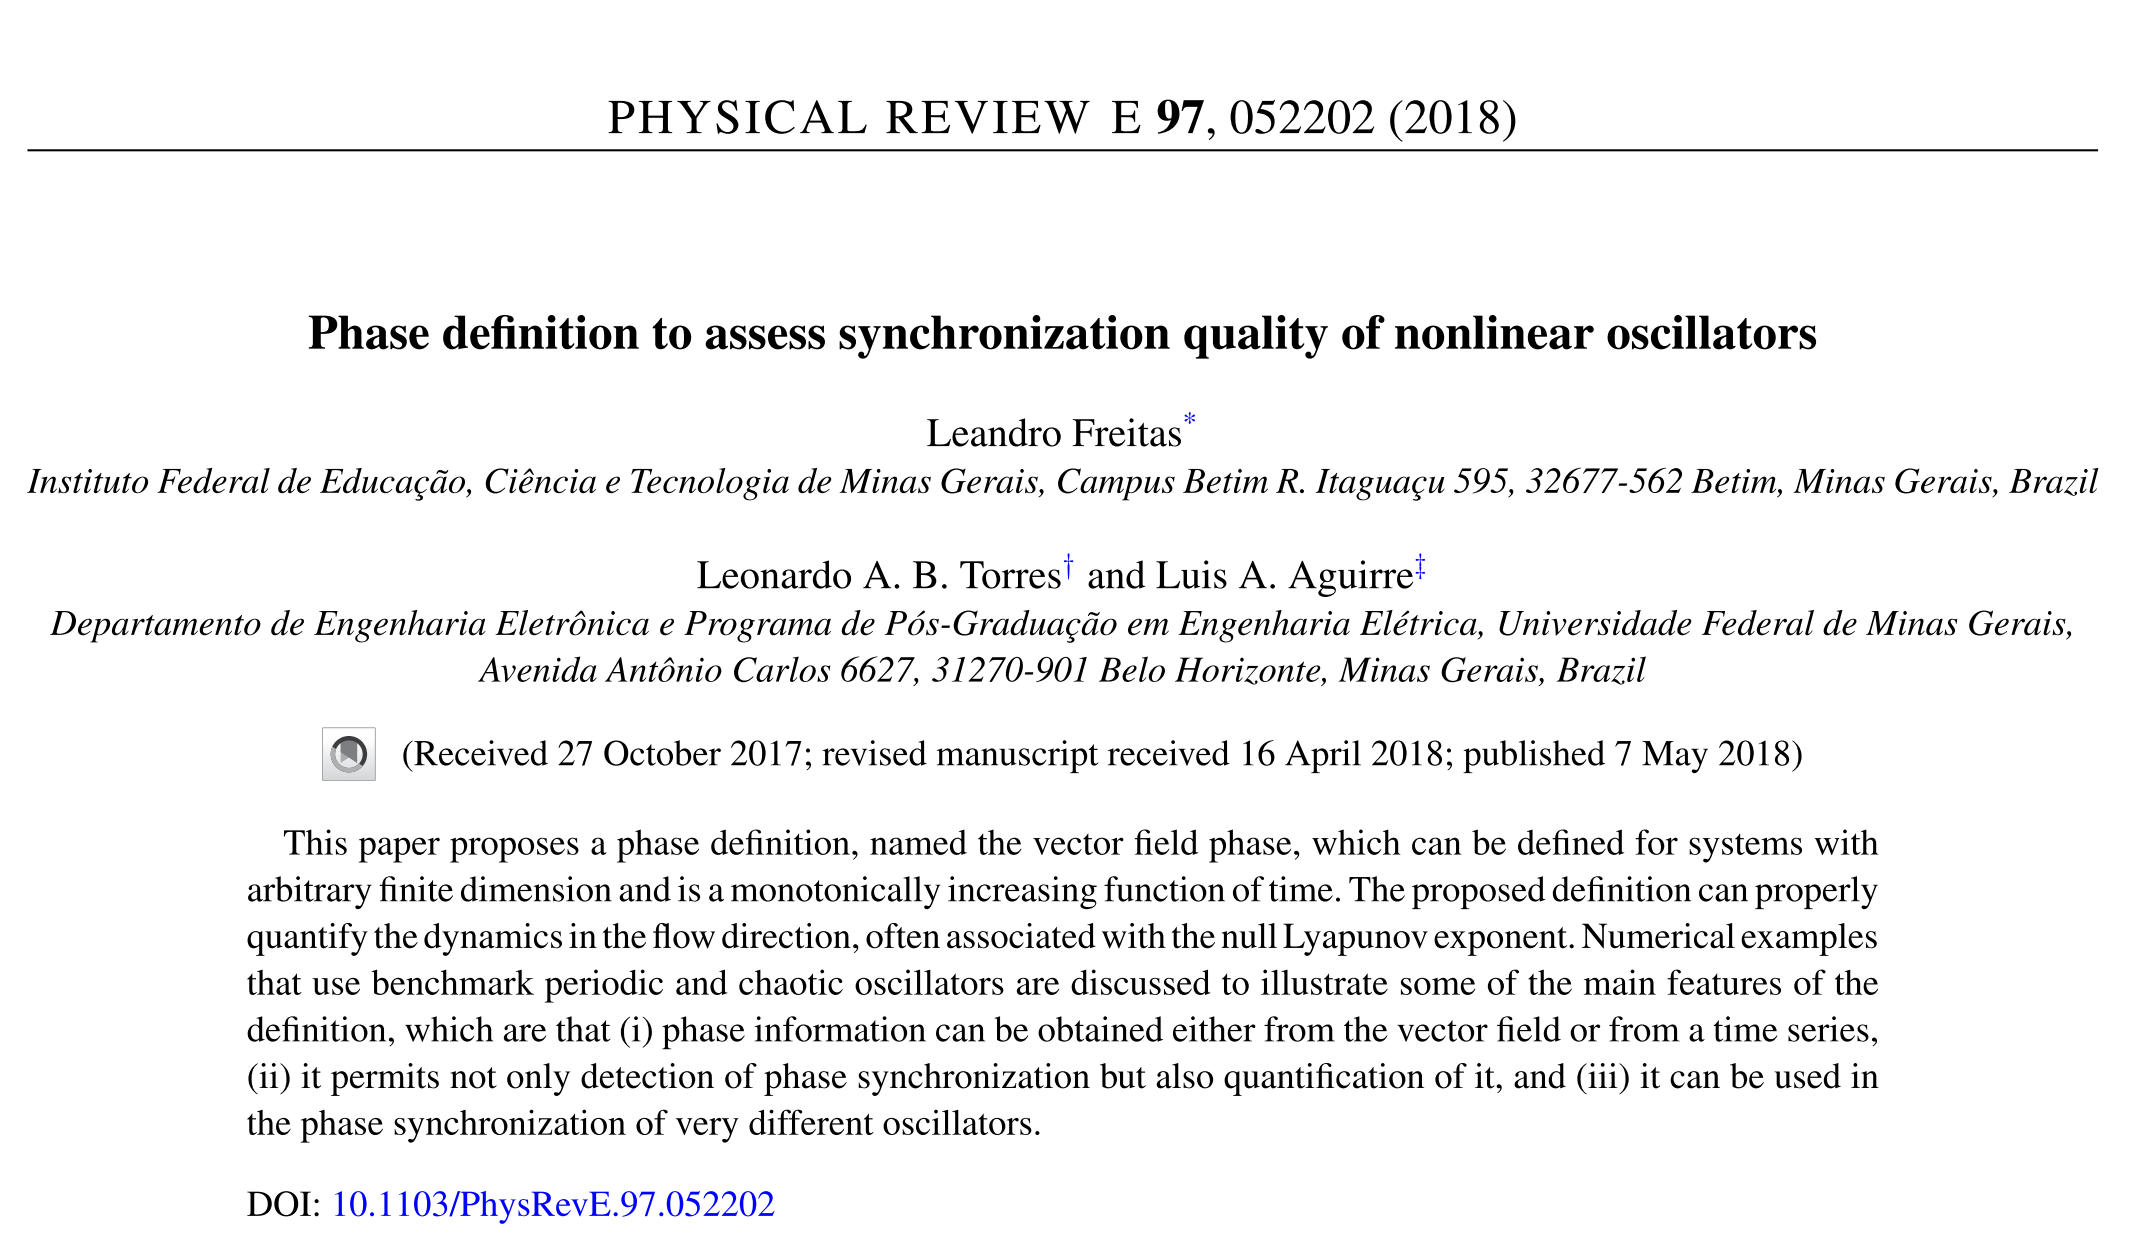 PHYSICAL REVIEW E 97, 052202 (2018)
Phase definition to assess synchronization quality of nonlinear oscillators
Leandro Freitas*
Instituto Federal de Educação, Ciência e Tecnologia de Minas Gerais, Campus Betim R. Itaguaçu 595, 32677-562 Betim, Minas Gerais, Brazil
Leonardo A. B. Torres† and Luis A. Aguirre‡
Departamento de Engenharia Eletrônica e Programa de Pós-Graduação em Engenharia Elétrica, Universidade Federal de Minas Gerais,
Avenida Antônio Carlos 6627, 31270-901 Belo Horizonte, Minas Gerais, Brazil
(Received 27 October 2017; revised manuscript received 16 April 2018; published 7 May 2018)
This paper proposes a phase definition, named the vector field phase, which can be defined for systems with
arbitrary finite dimension and is a monotonically increasing function of time. The proposed definition can properly
quantify the dynamics in the flow direction, often associated with the null Lyapunov exponent. Numerical examples
that use benchmark periodic and chaotic oscillators are discussed to illustrate some of the main features of the
definition, which are that (i) phase information can be obtained either from the vector field or from a time series,
(ii) it permits not only detection of phase synchronization but also quantification of it, and (iii) it can be used in
the phase synchronization of very different oscillators.
DOI: 10.1103/PhysRevE.97.052202